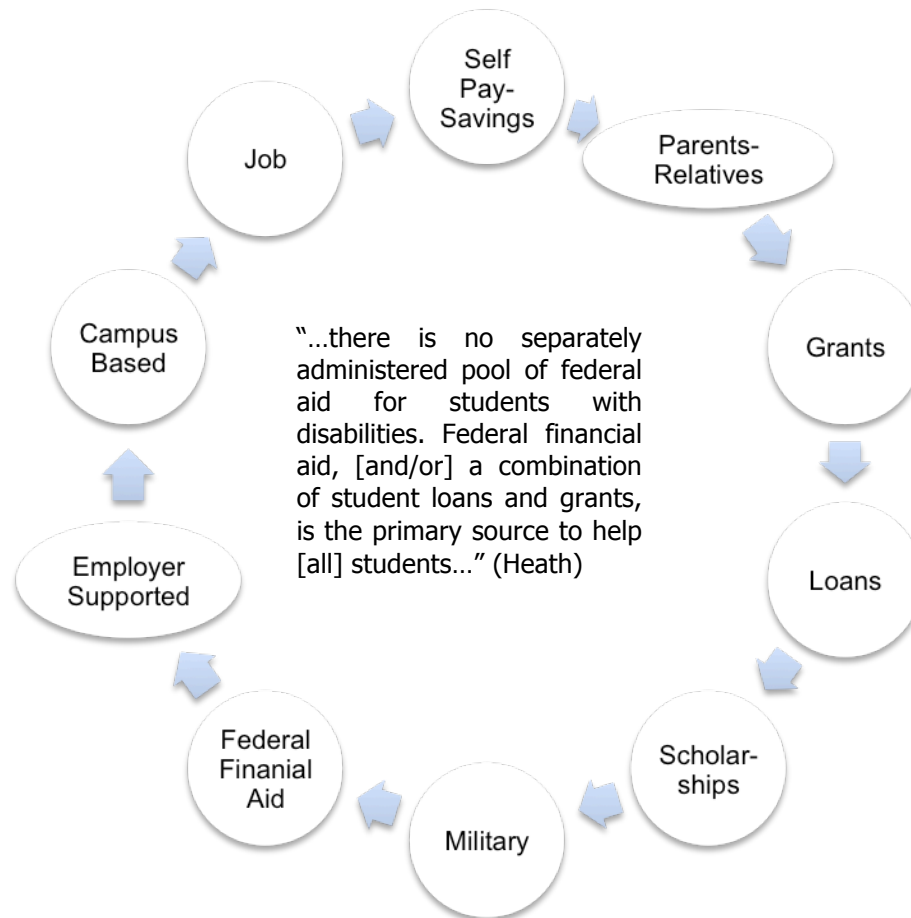 Self
Pay-
Savings
Parents-
Relatives
Grants
Loans
Scholar-
ships
Military
Federal
Finanial
Aid
Employer
Supported
Campus
Based
Job
“…there is no separately
administered pool of federal
aid for students with
disabilities. Federal financial
aid, [and/or] a combination
of student loans and grants,
is the primary source to help
[all] students…” (Heath)